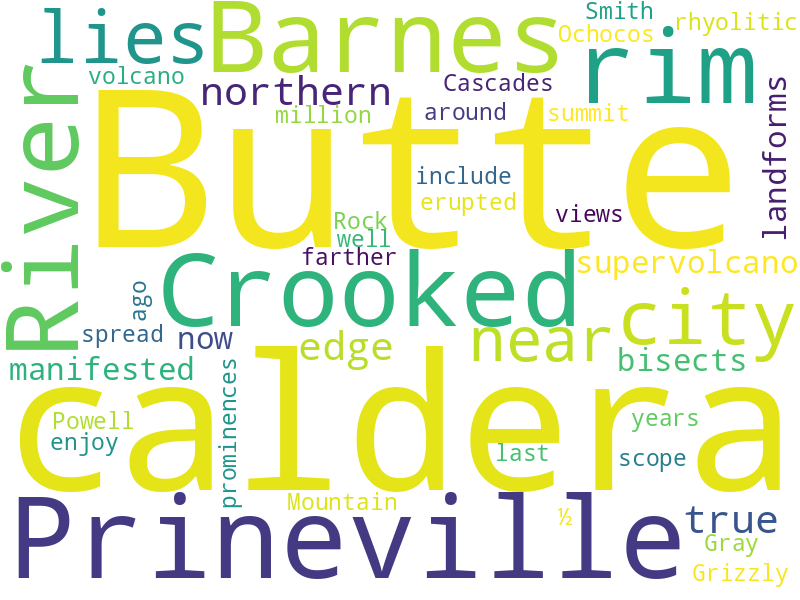 lies
Barnes
Smith
Ochocos
rhyolitic
rim
volcano
northern
Cascades
River
million
around
summit
landforms
Butte
include
erupted
views
Rock
well
farther
Crooked
supervolcano
ago
spread
now
edge
near
city
manifested
bisects
caldera
prominences
Powell
enjoy
years
last
scope
Mountain
Prineville
½
true
Gray
Grizzly